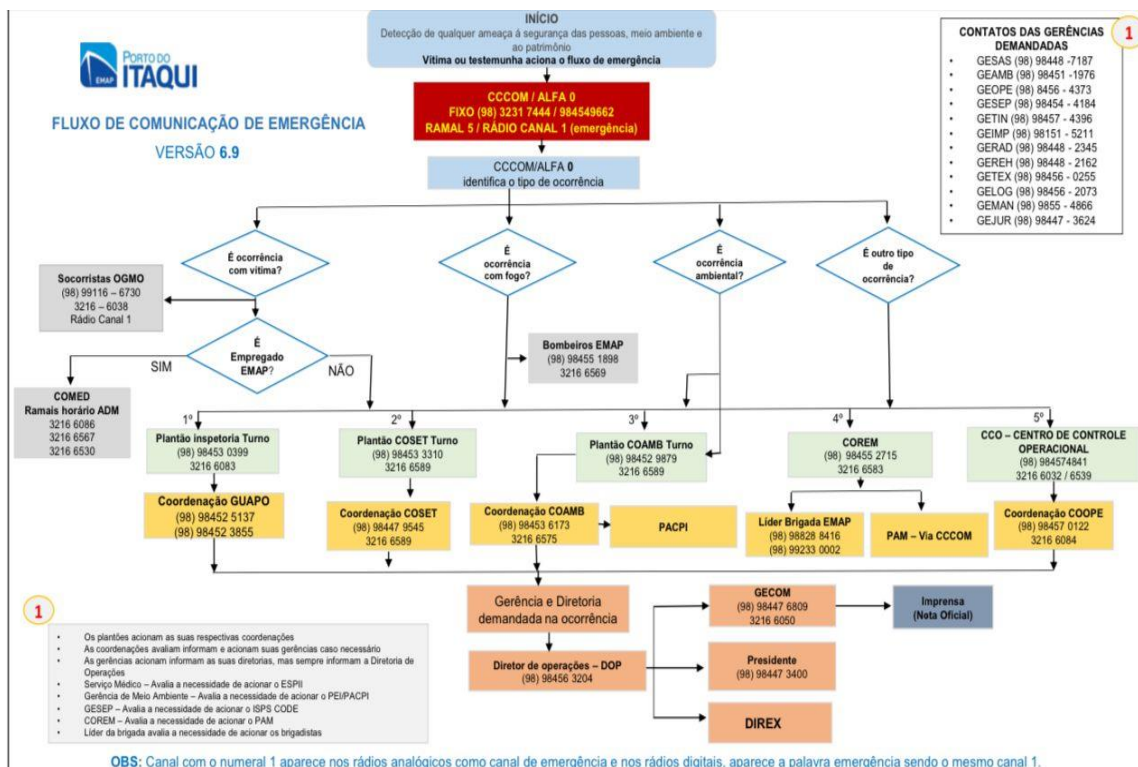 INÍCIO
Detecção de qualquer ameaça à segurança das pessoas, meio ambiente e
ao patrimônio
Vítima ou testemunha aciona o fluxo de emergência
1
CONTATOS DAS GERÊNCIAS
DEMANDADAS
• GESAS (98) 98448 -7187
• GEAMB (98) 98451 -1976
• GEOPE (98) 8456 - 4373
• GESEP (98) 98454 - 4184
• GETIN (98) 98457 - 4396
• GEIMP (98) 98151 - 5211
• GERAD (98) 98448 - 2345
• GEREH (98) 98448 - 2162
• GETEX (98) 98456 - 0255
• GELOG (98) 98456 - 2073
• GEMAN (98) 9855 - 4866
• GEJUR (98) 98447 - 3624
EMAP
PORTO DO
ITAQUI
FLUXO DE COMUNICAÇÃO DE EMERGÊNCIA
VERSÃO 6.9
CCCOM / ALFA 0
FIXO (98) 3231 7444 / 984549662
RAMAL 5 / RÁDIO CANAL 1 (emergência)
CCCOM/ALFA 0
identifica o tipo de ocorrência
É ocorrência
com vítima?
É
ocorrência
com fogo?
É
ocorrência
ambiental?
É outro tipo
de
ocorrência?
Socorristas OGMO
(98) 99116 – 6730
3216 – 6038
Rádio Canal 1
É
Empregado
EMAP?
SIM
NÃO
Bombeiros EMAP
(98) 98455 1898
3216 6569
COMED
Ramais horário ADM
3216 6086
3216 6567
3216 6530
1º
Plantão inspetoria Turno
(98) 98453 0399
3216 6083
2º
Plantão COSET Turno
(98) 98453 3310
3216 6589
3º
Plantão COAMB Turno
(98) 98452 9879
3216 6589
4º
COREM
(98) 98455 2715
3216 6583
5º
CCO – CENTRO DE CONTROLE
OPERACIONAL
(98) 984574841
3216 6032 / 6539
Coordenação GUAPO
(98) 98452 5137
(98) 98452 3855
Coordenação COSET
(98) 98447 9545
3216 6589
Coordenação COAMB
(98) 98453 6173
3216 6575
PACPI
Líder Brigada EMAP
(98) 98828 8416
(98) 99233 0002
PAM – Via CCCOM
Coordenação COOPE
(98) 98457 0122
3216 6084
Gerência e Diretoria
demandada na ocorrência
GECOM
(98) 98447 6809
3216 6050
Imprensa
(Nota Oficial)
Diretor de operações – DOP
(98) 98456 3204
Presidente
(98) 98447 3400
DIREX
1
• Os plantões acionam as suas respectivas coordenações
• As coordenações avaliam informam e acionam suas gerências caso necessário
• As gerências acionam informam as suas diretorias, mas sempre informam a Diretoria de
Operações
• Serviço Médico – Avalia a necessidade de acionar o ESPII
• Gerência de Meio Ambiente – Avalia a necessidade de acionar o PEI/PACPI
• GESEP – Avalia a necessidade de acionar o ISPS CODE
• COREM – Avalia a necessidade de acionar o PAM
• Líder da brigada avalia a necessidade de acionar os brigadistas
OBS: Canal com o numeral 1 aparece nos rádios analógicos como canal de emergência e nos rádios digitais, aparece a palavra emergência sendo o mesmo canal 1.